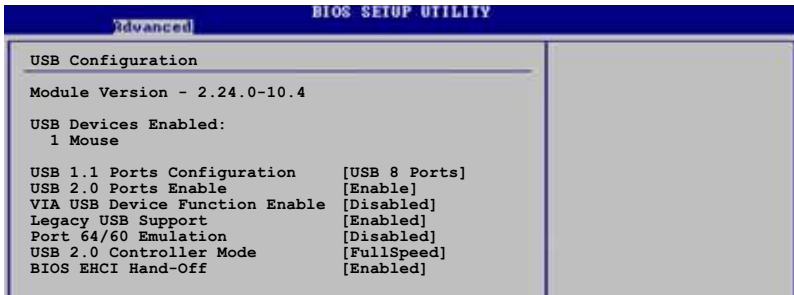 BIOS SETUP UTILITY
Advanced
USB Configuration
Module Version - 2.24.0-10.4
USB Devices Enabled:
1 Mouse
USB 1.1 Ports Configuration [USB 8 Ports]
USB 2.0 Ports Enable [Enable]
VIA USB Device Function Enable [Disabled]
Legacy USB Support [Enabled]
Port 64/60 Emulation [Disabled]
USB 2.0 Controller Mode [FullSpeed]
BIOS EHCI Hand-Off [Enabled]